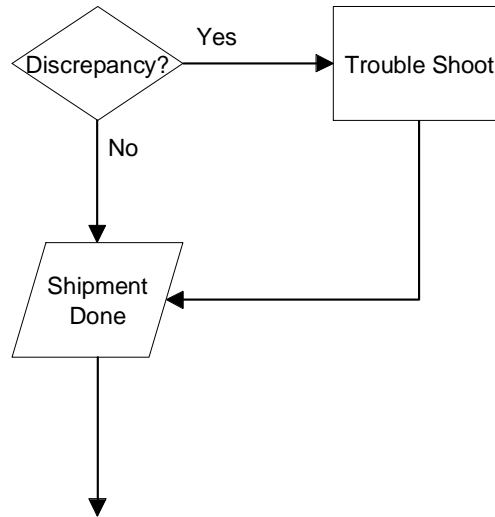 Yes
Discrepancy?
Trouble Shoot
No
Shipment
Done